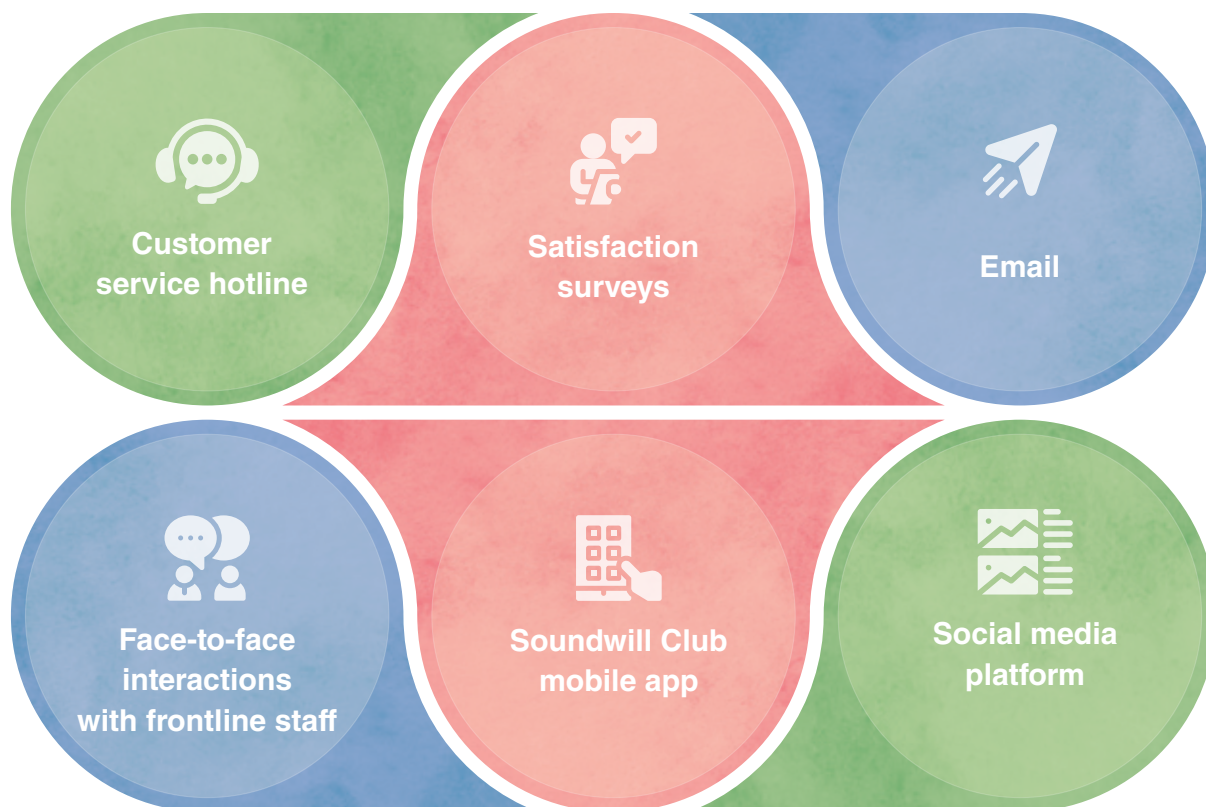 Customer
service hotline
Satisfaction
surveys
Email
Face-to-face
interactions
with frontline staff
Soundwill Club
mobile app
Social media
platform